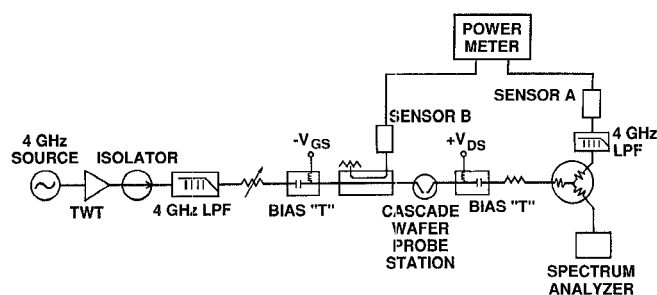 POWER
METER
SENSOR A
SENSOR B
4 GHz
LPF
-VGS
+VDS
4 GHz
SOURCE
ISOLATOR
TWT
4 GHz LPF
BIAS "T"
CASCADE
WAFER
PROBE
STATION
BIAS "T"
SPECTRUM
ANALYZER